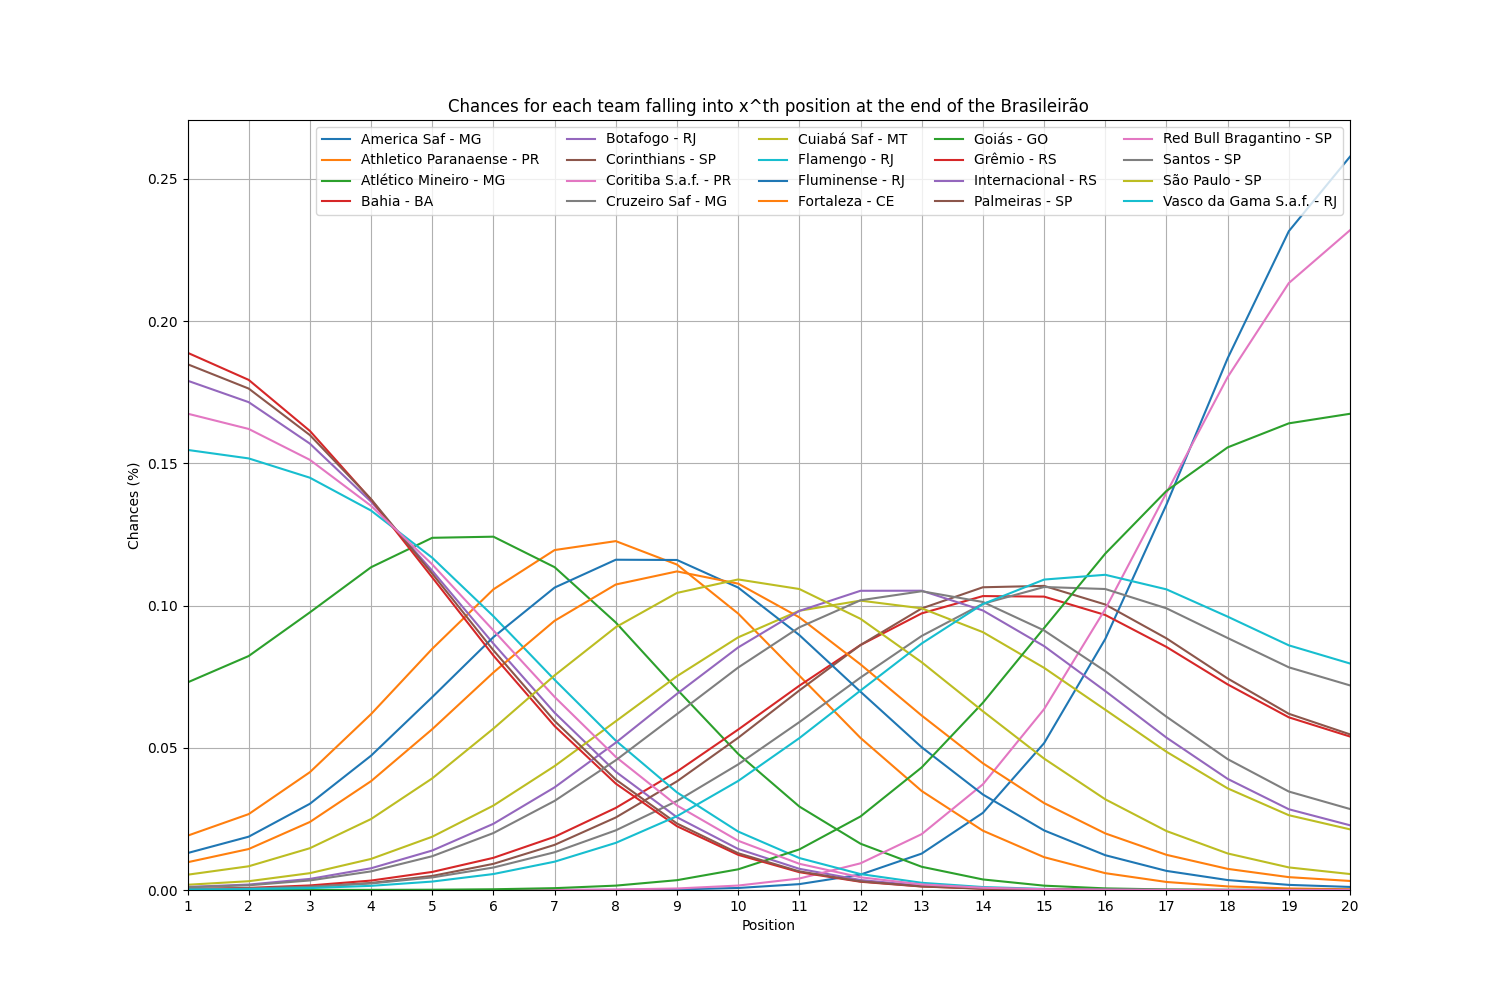 Chances for each team falling into x^th position at the end of the Brasileirão
America Saf - MG
Athletico Paranaense - PR
Atlético Mineiro - MG
Bahia - BA
Botafogo - RJ
Corinthians - SP
Coritiba S.a.f. - PR
Cruzeiro Saf - MG
Cuiabá Saf - MT
Flamengo - RJ
Fluminense - RJ
Fortaleza - CE
Goiás - GO
Grêmio - RS
Internacional - RS
Palmeiras - SP
Red Bull Bragantino - SP
Santos - SP
São Paulo - SP
Vasco da Gama S.a.f. - RJ
Chances (%)
0.25
0.20
0.15
0.10
0.05
0.00
1 2 3 4 5 6 7 8 9 10 11 12 13 14 15 16 17 18 19 20
Position